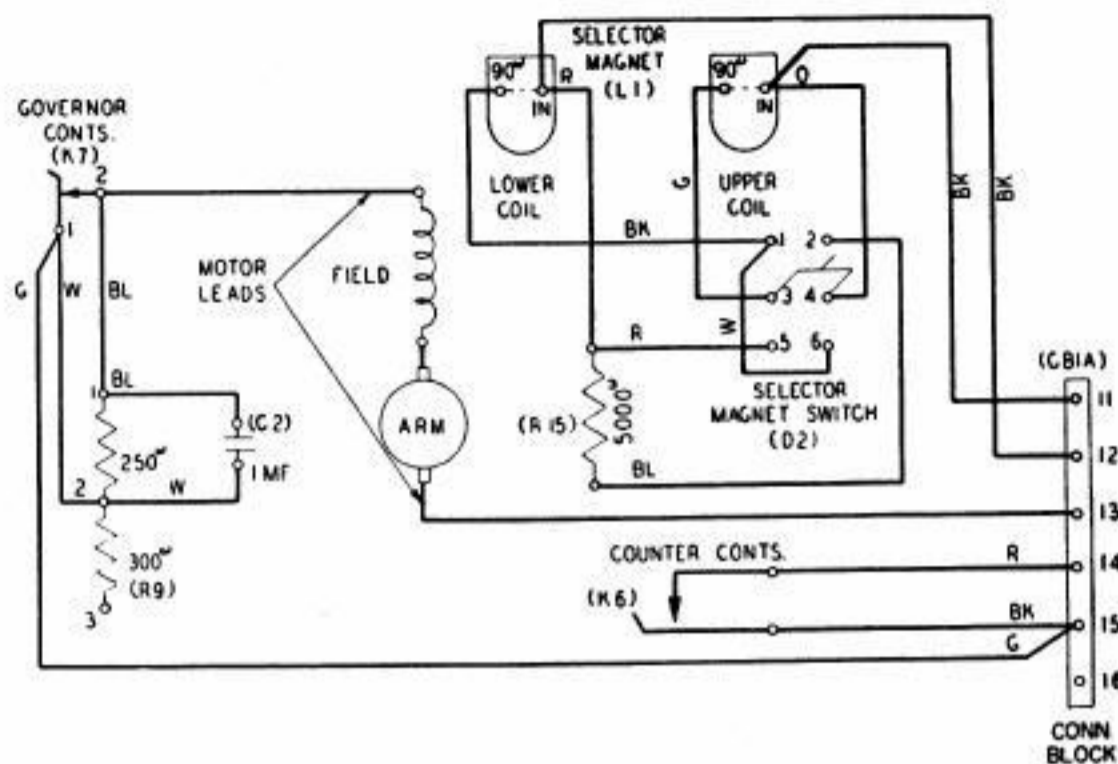 SELECTOR
MAGNET
(L1)
90ω
IN
R
90ω
IN
O
GOVERNOR
CONTS.
(K7)
2
1
LOWER
COIL
G
UPPER
COIL
BK
BK
BK
1
2
3
4
5
6
W
R
SELECTOR
MAGNET SWITCH
(D2)
G
W
BL
MOTOR
LEADS
FIELD
ARM
1
BL
(C2)
1 MF
250ω
2
W
300ω
(R9)
3
(R15)
5000ω
BL
(CB1A)
11
12
13
14
15
16
COUNTER CONTS.
R
(K6)
BK
G
CONN
BLOCK